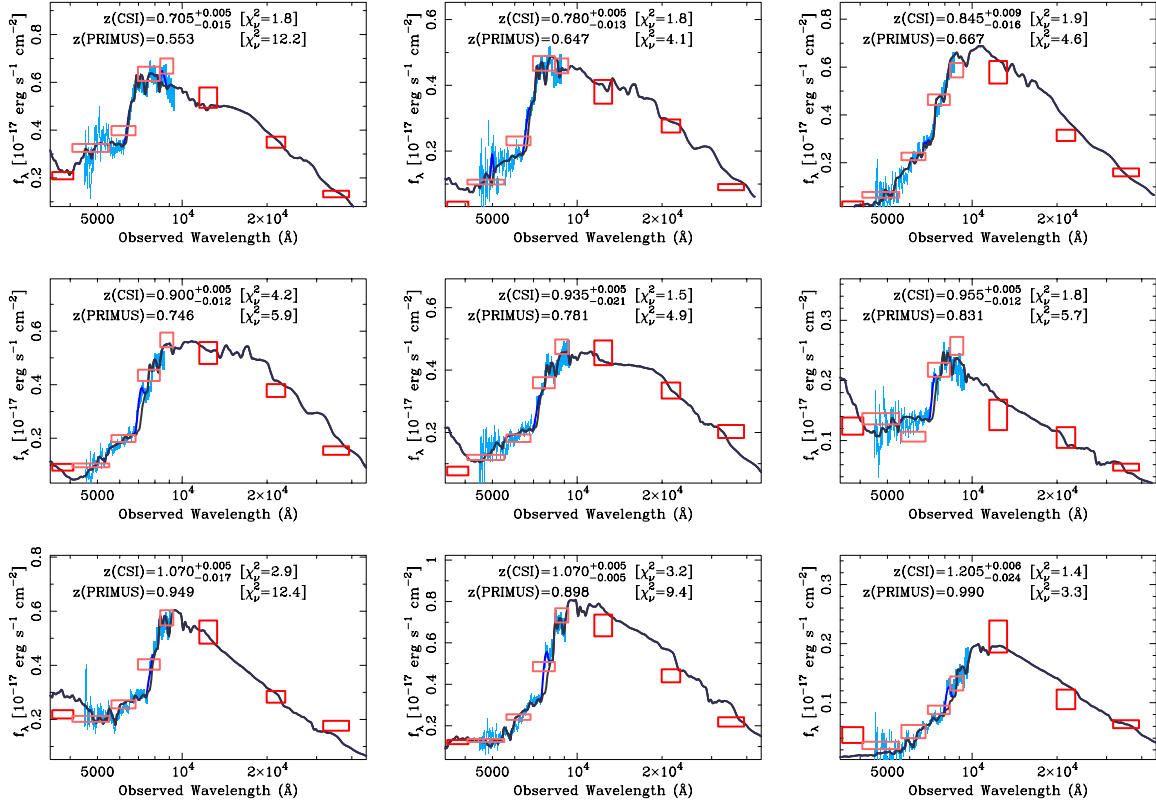 z(CSI)=0.705+0.005−0.015 [χ²ν=1.8]
z(PRIMUS)=0.553 [χ²ν=12.2]
fλ [10⁻¹⁷ erg s⁻¹ cm⁻²]
0.8
0.6
0.4
0.2
5000 10⁴ 2×10⁴
Observed Wavelength (Å)
z(CSI)=0.780+0.005−0.013 [χ²ν=1.8]
z(PRIMUS)=0.647 [χ²ν=4.1]
fλ [10⁻¹⁷ erg s⁻¹ cm⁻²]
0.6
0.4
0.2
5000 10⁴ 2×10⁴
Observed Wavelength (Å)
z(CSI)=0.845+0.009−0.016 [χ²ν=1.9]
z(PRIMUS)=0.667 [χ²ν=4.6]
fλ [10⁻¹⁷ erg s⁻¹ cm⁻²]
0.8
0.6
0.4
0.2
5000 10⁴ 2×10⁴
Observed Wavelength (Å)
z(CSI)=0.900+0.005−0.012 [χ²ν=4.2]
z(PRIMUS)=0.746 [χ²ν=5.9]
fλ [10⁻¹⁷ erg s⁻¹ cm⁻²]
0.6
0.4
0.2
5000 10⁴ 2×10⁴
Observed Wavelength (Å)
z(CSI)=0.935+0.005−0.021 [χ²ν=1.5]
z(PRIMUS)=0.781 [χ²ν=4.9]
fλ [10⁻¹⁷ erg s⁻¹ cm⁻²]
0.6
0.4
0.2
5000 10⁴ 2×10⁴
Observed Wavelength (Å)
z(CSI)=0.955+0.005−0.012 [χ²ν=1.8]
z(PRIMUS)=0.831 [χ²ν=5.7]
fλ [10⁻¹⁷ erg s⁻¹ cm⁻²]
0.3
0.2
0.1
5000 10⁴ 2×10⁴
Observed Wavelength (Å)
z(CSI)=1.070+0.005−0.017 [χ²ν=2.9]
z(PRIMUS)=0.949 [χ²ν=12.4]
fλ [10⁻¹⁷ erg s⁻¹ cm⁻²]
0.8
0.6
0.4
0.2
5000 10⁴ 2×10⁴
Observed Wavelength (Å)
z(CSI)=1.070+0.005−0.005 [χ²ν=3.2]
z(PRIMUS)=0.898 [χ²ν=9.4]
fλ [10⁻¹⁷ erg s⁻¹ cm⁻²]
1
0.8
0.6
0.4
0.2
5000 10⁴ 2×10⁴
Observed Wavelength (Å)
z(CSI)=1.205+0.006−0.024 [χ²ν=1.4]
z(PRIMUS)=0.990 [χ²ν=3.3]
fλ [10⁻¹⁷ erg s⁻¹ cm⁻²]
0.3
0.2
0.1
5000 10⁴ 2×10⁴
Observed Wavelength (Å)